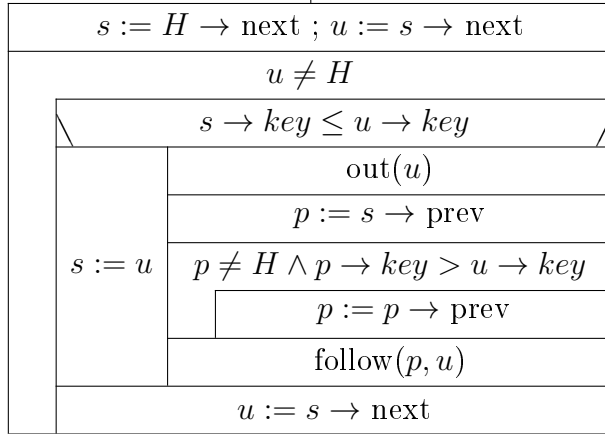 s := H → next ; u := s → next
u ≠ H
s → key ≤ u → key
out(u)
p := s → prev
s := u
p ≠ H ∧ p → key > u → key
p := p → prev
follow(p, u)
u := s → next